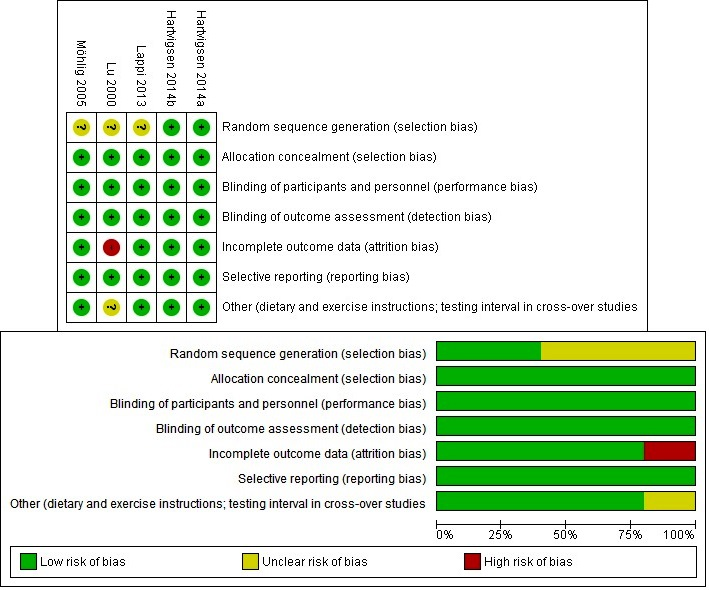 Möhlig 2005
Lu 2000
Lappi 2013
Hartvigsen 2014b
Hartvigsen 2014a
? ? ? + + Random sequence generation (selection bias)
+ + + + + Allocation concealment (selection bias)
+ + + + + Blinding of participants and personnel (performance bias)
+ + + + + Blinding of outcome assessment (detection bias)
+ - + + + Incomplete outcome data (attrition bias)
+ + + + + Selective reporting (reporting bias)
+ ? + + + Other (dietary and exercise instructions; testing interval in cross-over studies
Random sequence generation (selection bias)
Allocation concealment (selection bias)
Blinding of participants and personnel (performance bias)
Blinding of outcome assessment (detection bias)
Incomplete outcome data (attrition bias)
Selective reporting (reporting bias)
Other (dietary and exercise instructions; testing interval in cross-over studies
0% 25% 50% 75% 100%
Low risk of bias Unclear risk of bias High risk of bias